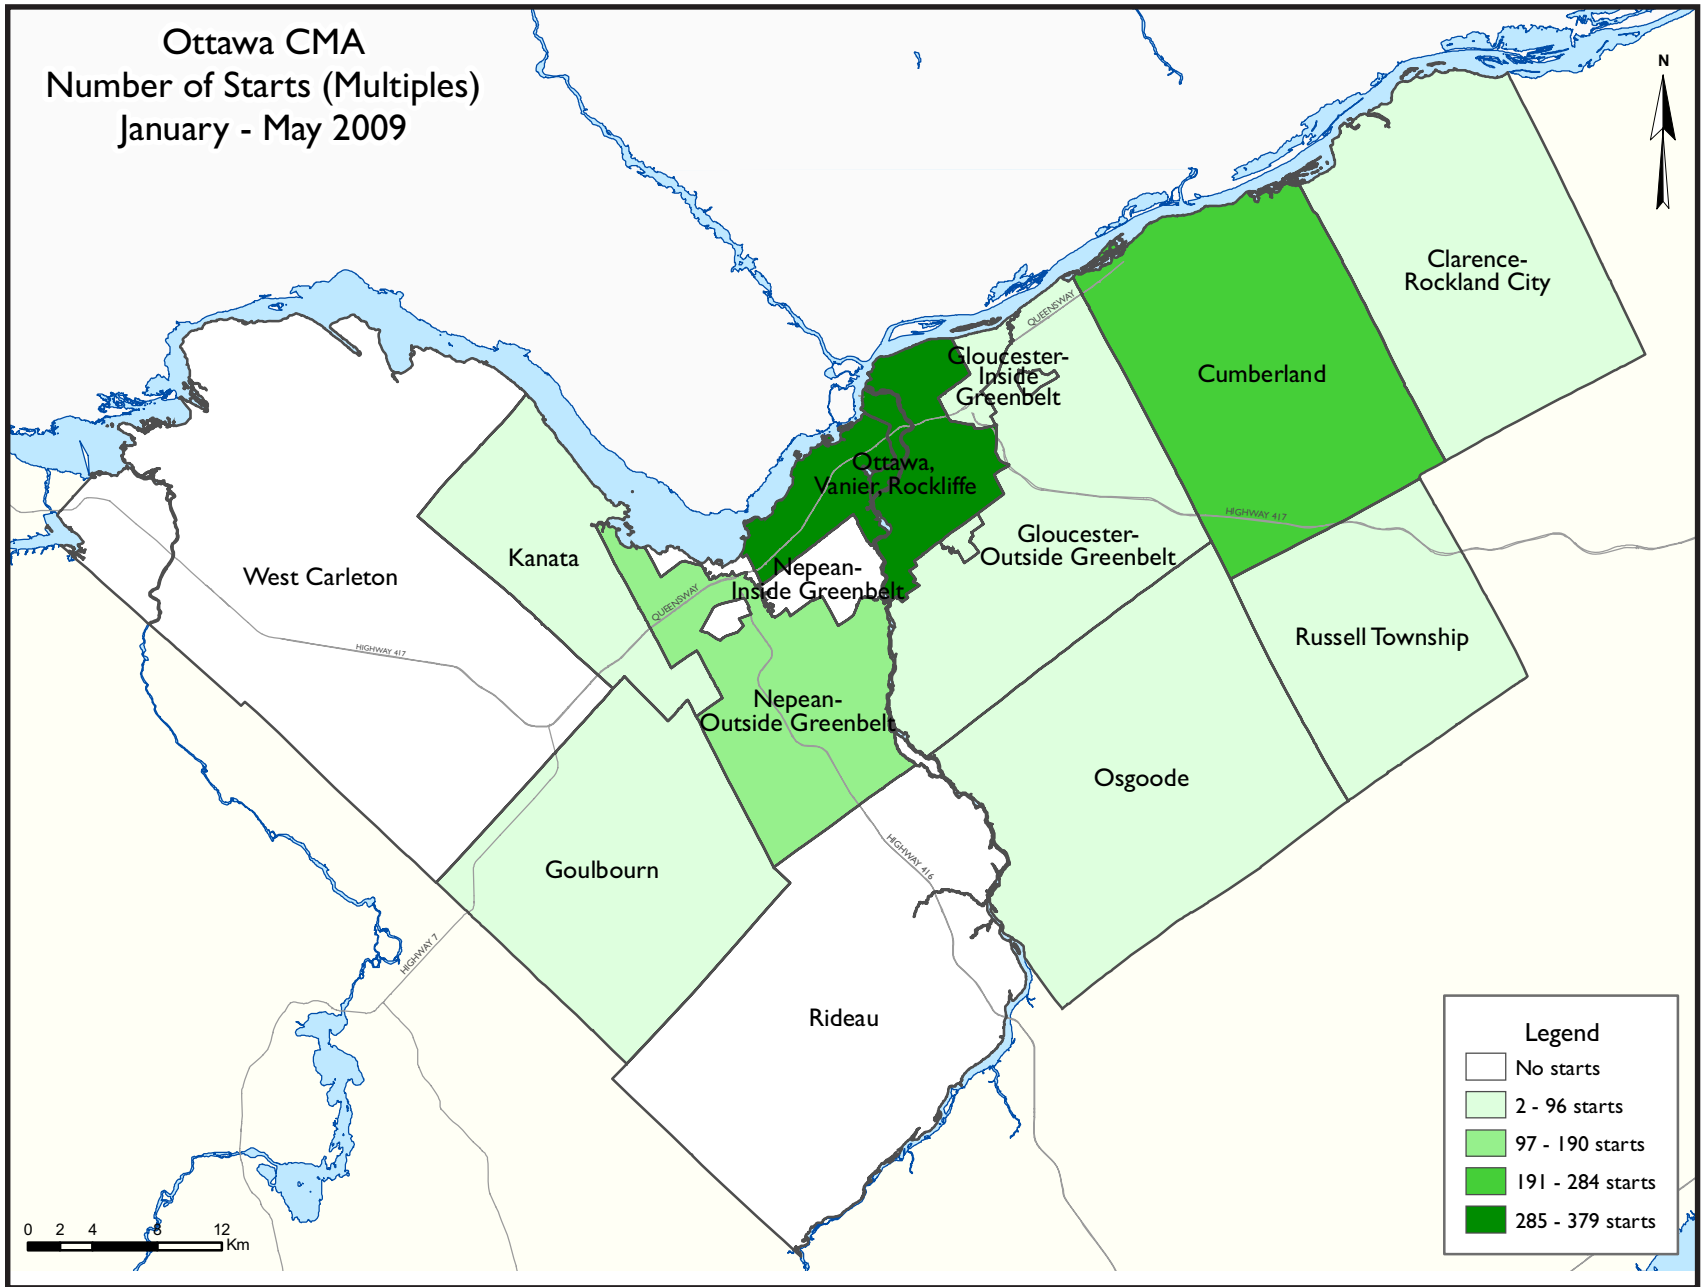 Ottawa CMA
Number of Starts (Multiples)
January - May 2009
N
Clarence-
Rockland City
QUEENSWAY
Gloucester-
Inside
Greenbelt
Cumberland
Ottawa,
Vanier, Rockliffe
HIGHWAY 417
Gloucester-
Outside Greenbelt
Kanata
West Carleton
Nepean-
Inside Greenbelt
QUEENSWAY
Russell Township
HIGHWAY 417
Nepean-
Outside Greenbelt
Osgoode
Goulbourn
HIGHWAY 416
HIGHWAY 7
Rideau
Legend
No starts
2 - 96 starts
97 - 190 starts
191 - 284 starts
285 - 379 starts
0 2 4 8 12
Km